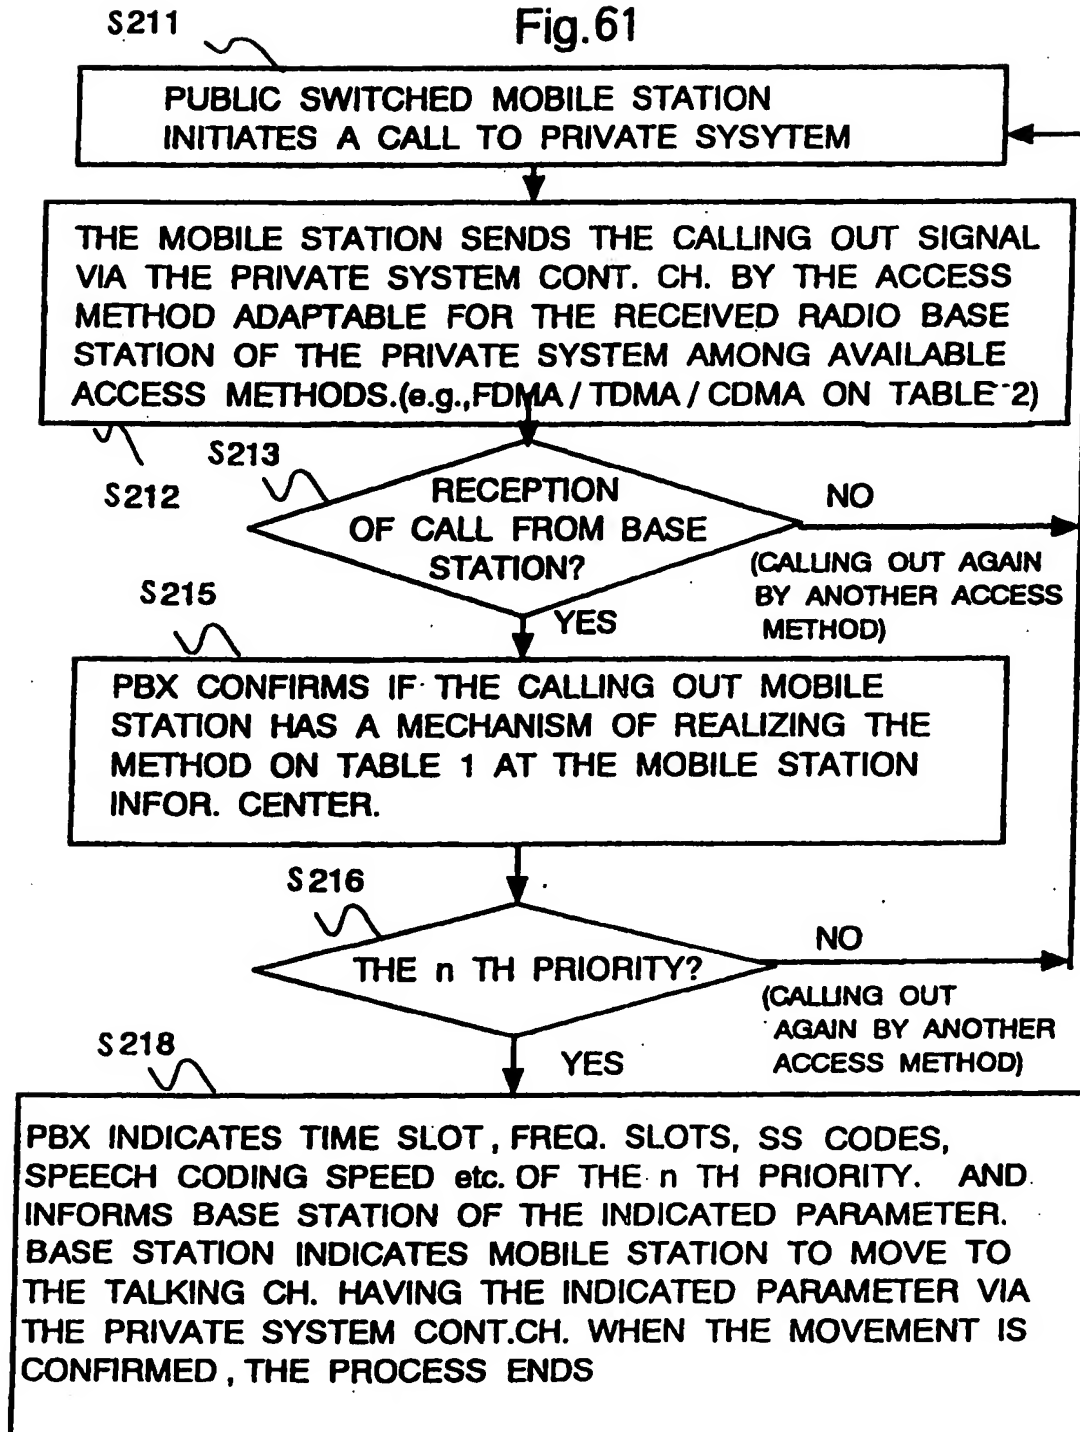 Fig.61
S211
PUBLIC SWITCHED MOBILE STATION
INITIATES A CALL TO PRIVATE SYSYTEM
THE MOBILE STATION SENDS THE CALLING OUT SIGNAL
VIA THE PRIVATE SYSTEM CONT. CH. BY THE ACCESS
METHOD ADAPTABLE FOR THE RECEIVED RADIO BASE
STATION OF THE PRIVATE SYSTEM AMONG AVAILABLE
ACCESS METHODS.(e.g.,FDMA/TDMA/CDMA ON TABLE 2)
S212
S213
RECEPTION
OF CALL FROM BASE
STATION?
NO
(CALLING OUT AGAIN
BY ANOTHER ACCESS
METHOD)
YES
S215
PBX CONFIRMS IF THE CALLING OUT MOBILE
STATION HAS A MECHANISM OF REALIZING THE
METHOD ON TABLE 1 AT THE MOBILE STATION
INFOR. CENTER.
S216
THE n TH PRIORITY?
NO
(CALLING OUT
AGAIN BY ANOTHER
ACCESS METHOD)
YES
S218
PBX INDICATES TIME SLOT, FREQ. SLOTS, SS CODES,
SPEECH CODING SPEED etc. OF THE n TH PRIORITY. AND
INFORMS BASE STATION OF THE INDICATED PARAMETER.
BASE STATION INDICATES MOBILE STATION TO MOVE TO
THE TALKING CH. HAVING THE INDICATED PARAMETER VIA
THE PRIVATE SYSTEM CONT.CH. WHEN THE MOVEMENT IS
CONFIRMED, THE PROCESS ENDS